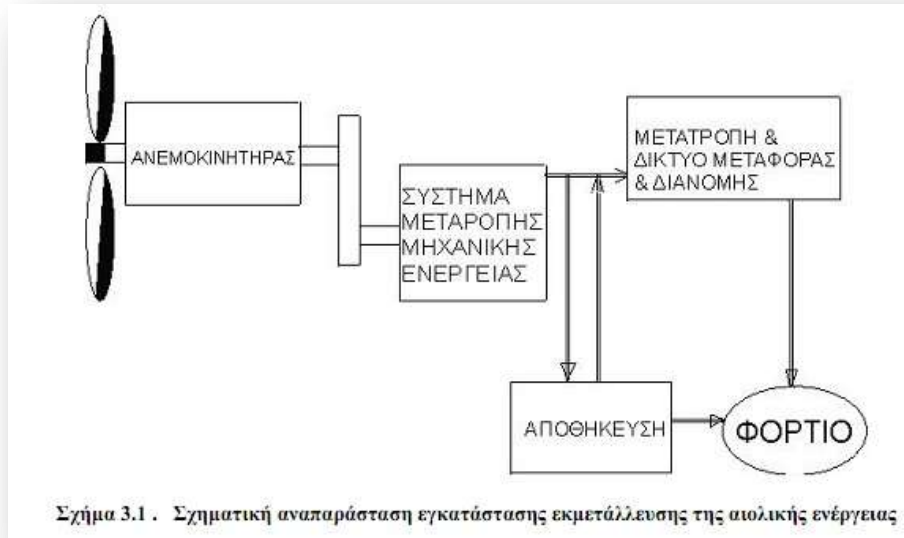 ΑΝΕΜΟΚΙΝΗΤΗΡΑΣ
ΣΥΣΤΗΜΑ
ΜΕΤΑΡΟΠΗΣ
ΜΗΧΑΝΙΚΗΣ
ΕΝΕΡΓΕΙΑΣ
ΜΕΤΑΤΡΟΠΗ &
ΔΙΚΤΥΟ ΜΕΤΑΦΟΡΑΣ
& ΔΙΑΝΟΜΗΣ
ΑΠΟΘΗΚΕΥΣΗ
ΦΟΡΤΙΟ
Σχήμα 3.1 . Σχηματική αναπαράσταση εγκατάστασης εκμετάλλευσης της αιολικής ενέργειας